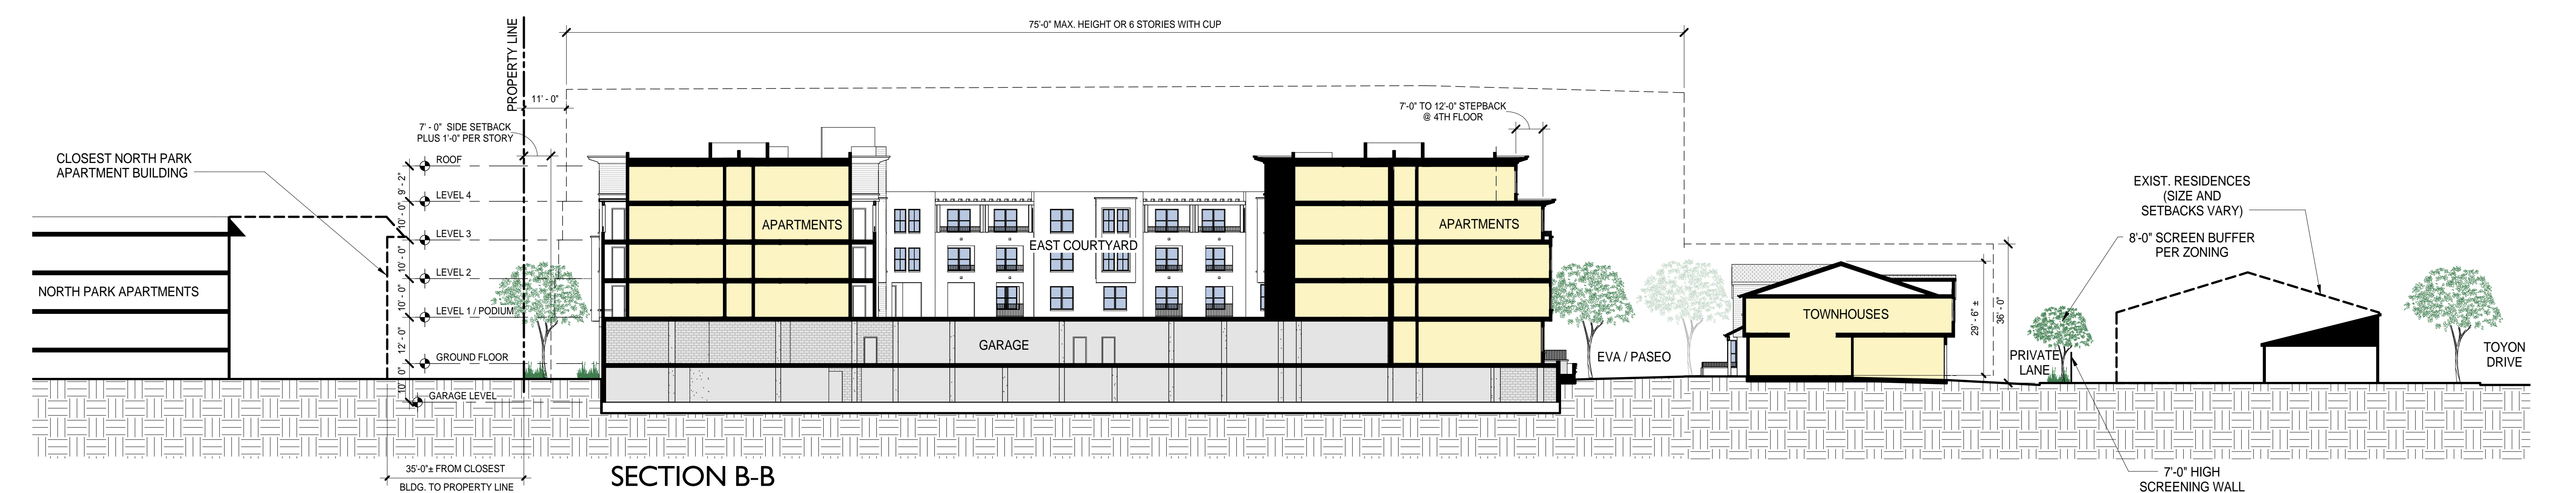 75'-0" MAX. HEIGHT OR 6 STORIES WITH CUP
PROPERTY LINE
11' - 0"
7' - 0" SIDE SETBACK
PLUS 1'-0" PER STORY
7'-0" TO 12'-0" STEPBACK
@ 4TH FLOOR
CLOSEST NORTH PARK
APARTMENT BUILDING
ROOF
9' - 2"
LEVEL 4
10' - 0"
LEVEL 3
10' - 0"
LEVEL 2
10' - 0"
LEVEL 1 / PODIUM
12' - 0"
GROUND FLOOR
10' - 0"
GARAGE LEVEL
NORTH PARK APARTMENTS
APARTMENTS
EAST COURTYARD
APARTMENTS
GARAGE
EVA / PASEO
TOWNHOUSES
29' - 6" ±
36' - 0"
PRIVATE
LANE
EXIST. RESIDENCES
(SIZE AND
SETBACKS VARY)
8'-0" SCREEN BUFFER
PER ZONING
TOYON
DRIVE
7'-0" HIGH
SCREENING WALL
35'-0"± FROM CLOSEST
BLDG. TO PROPERTY LINE
SECTION B-B